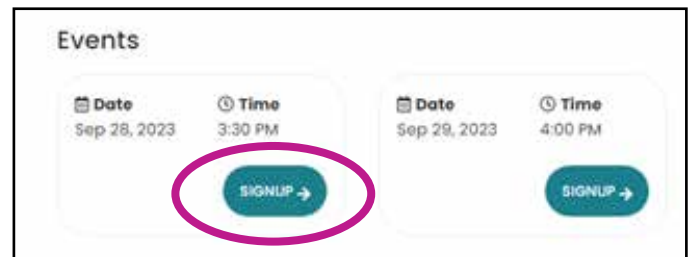 Events
Date Time Date Time
Sep 28, 2023 3:30 PM Sep 29, 2023 4:00 PM
SIGNUP → SIGNUP →